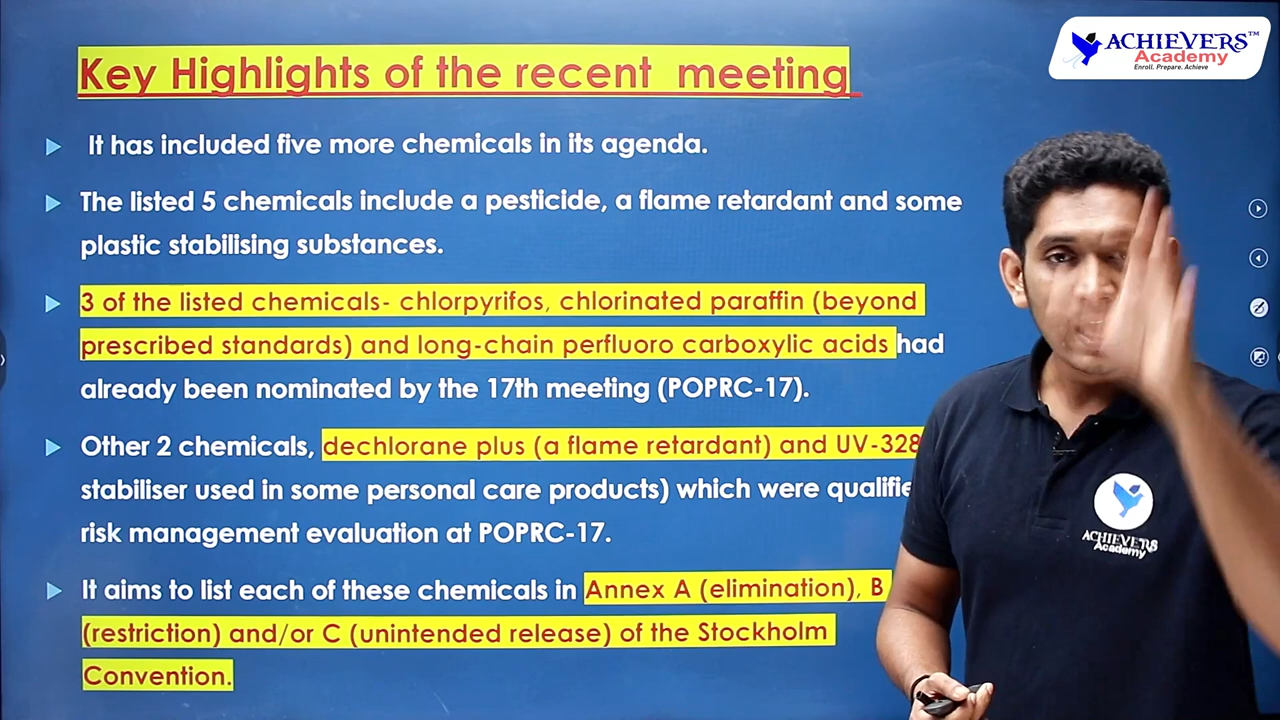 ACHIEVERS™
Academy
Enroll. Prepare. Achieve
Key Highlights of the recent meeting
It has included five more chemicals in its agenda.
The listed 5 chemicals include a pesticide, a flame retardant and some
plastic stabilising substances.
3 of the listed chemicals- chlorpyrifos, chlorinated paraffin (beyond
prescribed standards) and long-chain perfluoro carboxylic acids had
already been nominated by the 17th meeting (POPRC-17).
Other 2 chemicals, dechlorane plus (a flame retardant) and UV-328
stabiliser used in some personal care products) which were
risk management evaluation at POPRC-17.
It aims to list each of these chemicals in Annex A (elimination), B
(restriction) and/or C (unintended release) of the Stockholm
Convention.
ACHIEVERS
Academy